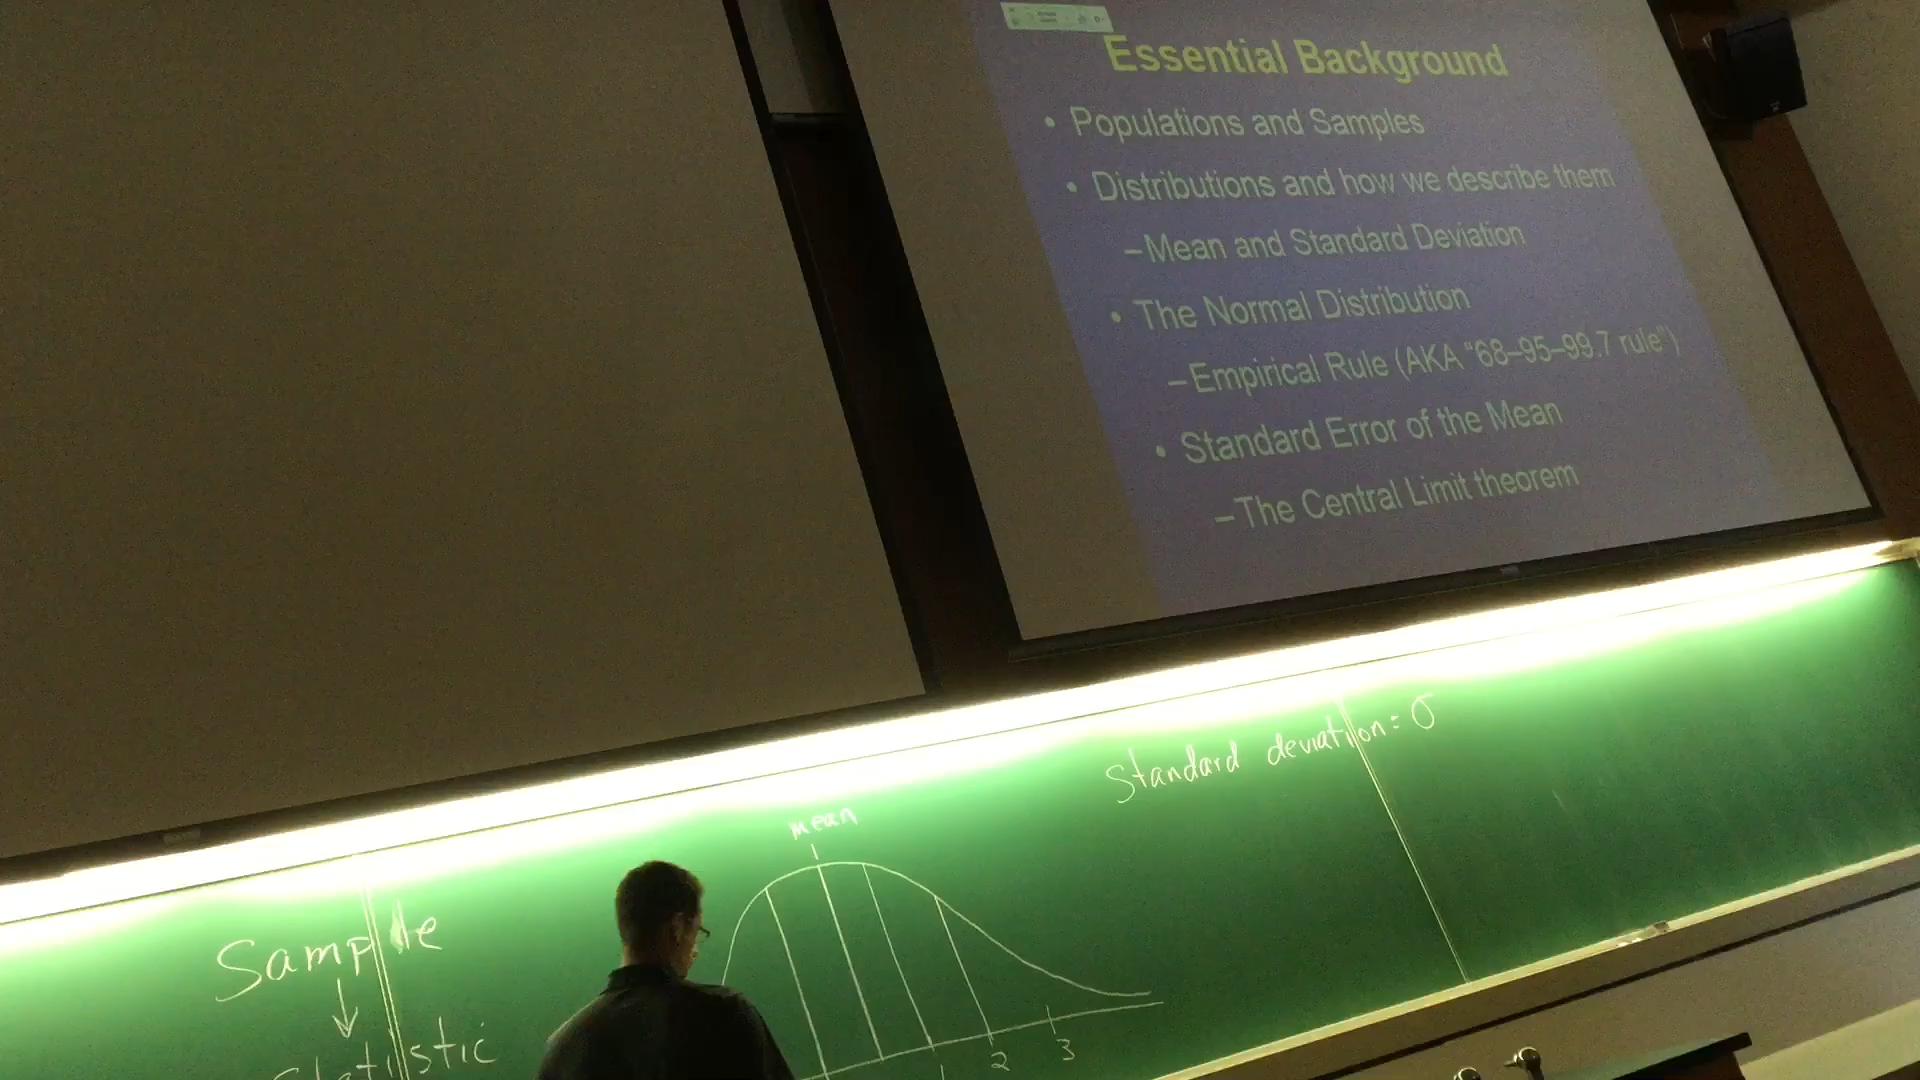 Essential Background
• Populations and Samples
• Distributions and how we describe them
–Mean and Standard Deviation
• The Normal Distribution
–Empirical Rule (AKA “68–95–99.7 rule”)
• Standard Error of the Mean
–The Central Limit theorem
Standard deviation = σ
mean
Sample
↓
Statistic
1 2 3